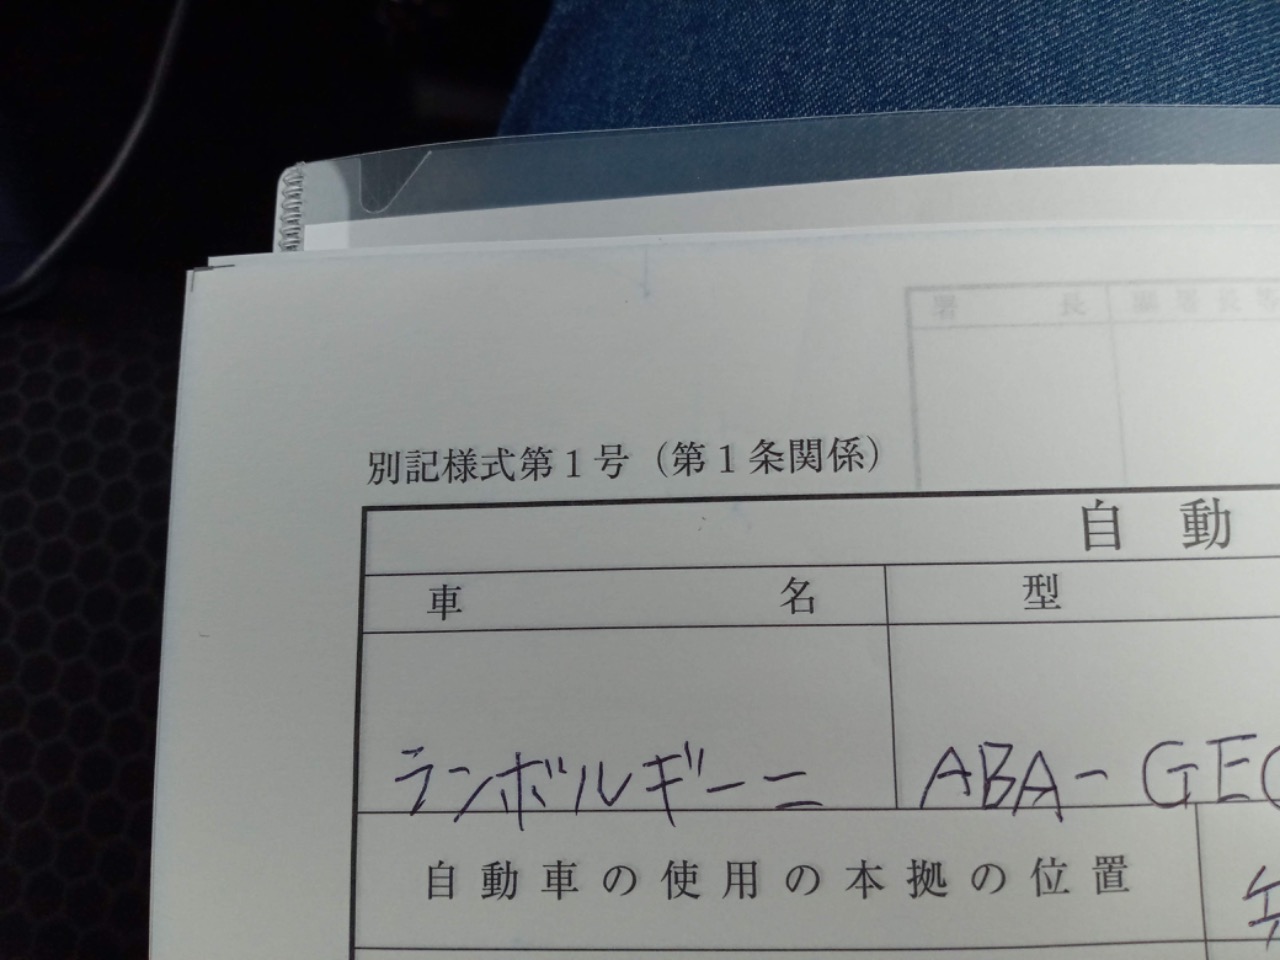 署長
別記様式第1号（第1条関係）
自動
車名 型
ランボルギーニ ABA-GE
自動車の使用の本拠の位置